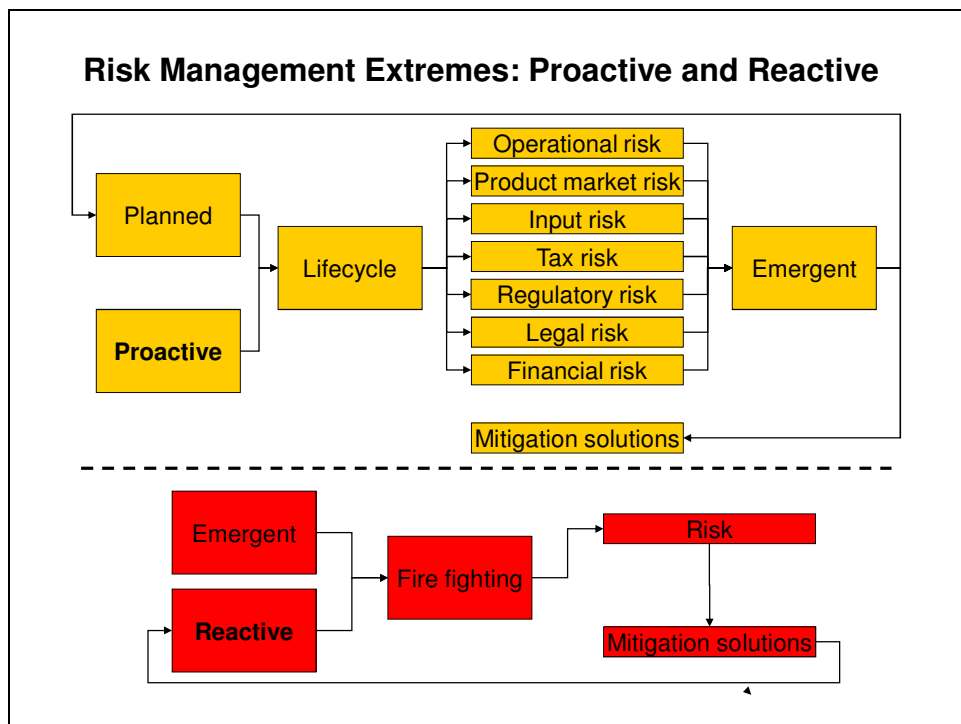 Risk Management Extremes: Proactive and Reactive
Operational risk
Product market risk
Planned
Input risk
Lifecycle
Tax risk
Emergent
Regulatory risk
Proactive
Legal risk
Financial risk
Mitigation solutions
Emergent
Risk
Fire fighting
Reactive
Mitigation solutions